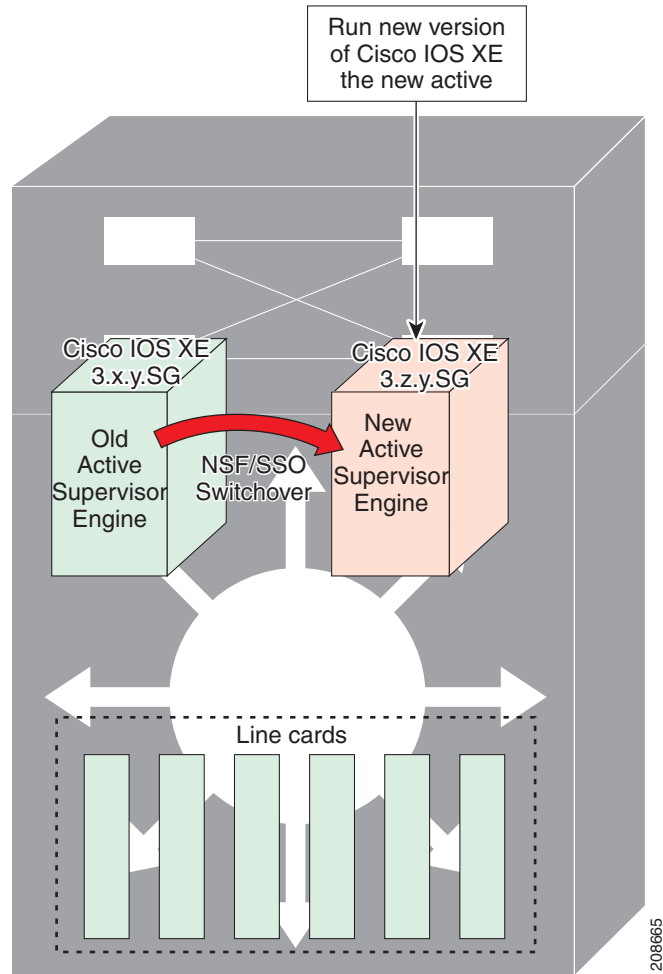 Run new version
of Cisco IOS XE
the new active
Cisco IOS XE
3.x.y.SG
Cisco IOS XE
3.z.y.SG
Old
Active
Supervisor
Engine
NSF/SSO
Switchover
New
Active
Supervisor
Engine
Line cards
208665